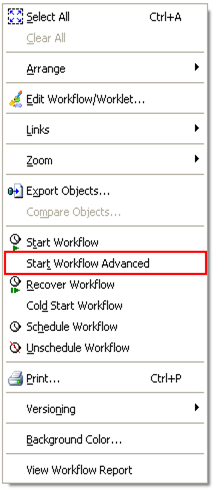 Select All Ctrl+A
Clear All
Arrange
Edit Workflow/Worklet...
Links
Zoom
Export Objects...
Compare Objects...
Start Workflow
Start Workflow Advanced
Recover Workflow
Cold Start Workflow
Schedule Workflow
Unschedule Workflow
Print... Ctrl+P
Versioning
Background Color...
View Workflow Report